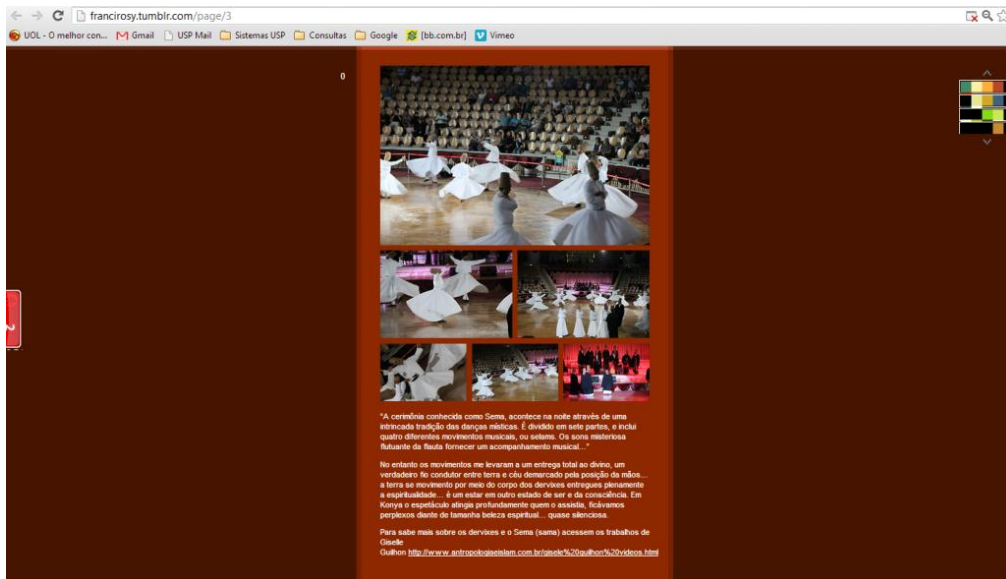 francirosy.tumblr.com/page/3
UOL - O melhor con... Gmail USP Mail Sistemas USP Consultas Google [bb.com.br] Vimeo
0
"A cerimônia conhecida como Sema, acontece na noite através de uma
intrincada tradição das danças místicas. É dividido em sete partes, e inclui
quatro diferentes movimentos musicais, ou selams. Os sons misteriosa
flutuante da flauta fornecer um acompanhamento musical..."
No entanto os movimentos me levaram a um entrega total ao divino, um
verdadeiro fio condutor entre terra e céu demarcado pela posição da mãos...
a terra se movimento por meio do corpo dos dervixes entregues plenamente
a espiritualidade... é um estar em outro estado de ser e da consciência. Em
Konya o espetáculo atingia profundamente quem o assistia, ficávamos
perplexos diante de tamanha beleza espiritual... quase silenciosa.
Para sabe mais sobre os dervixes e o Sema (sama) acessem os trabalhos de
Giselle
Guilhon http://www.antropologiaeislam.com.br/gisele%20guilhon%20videos.html